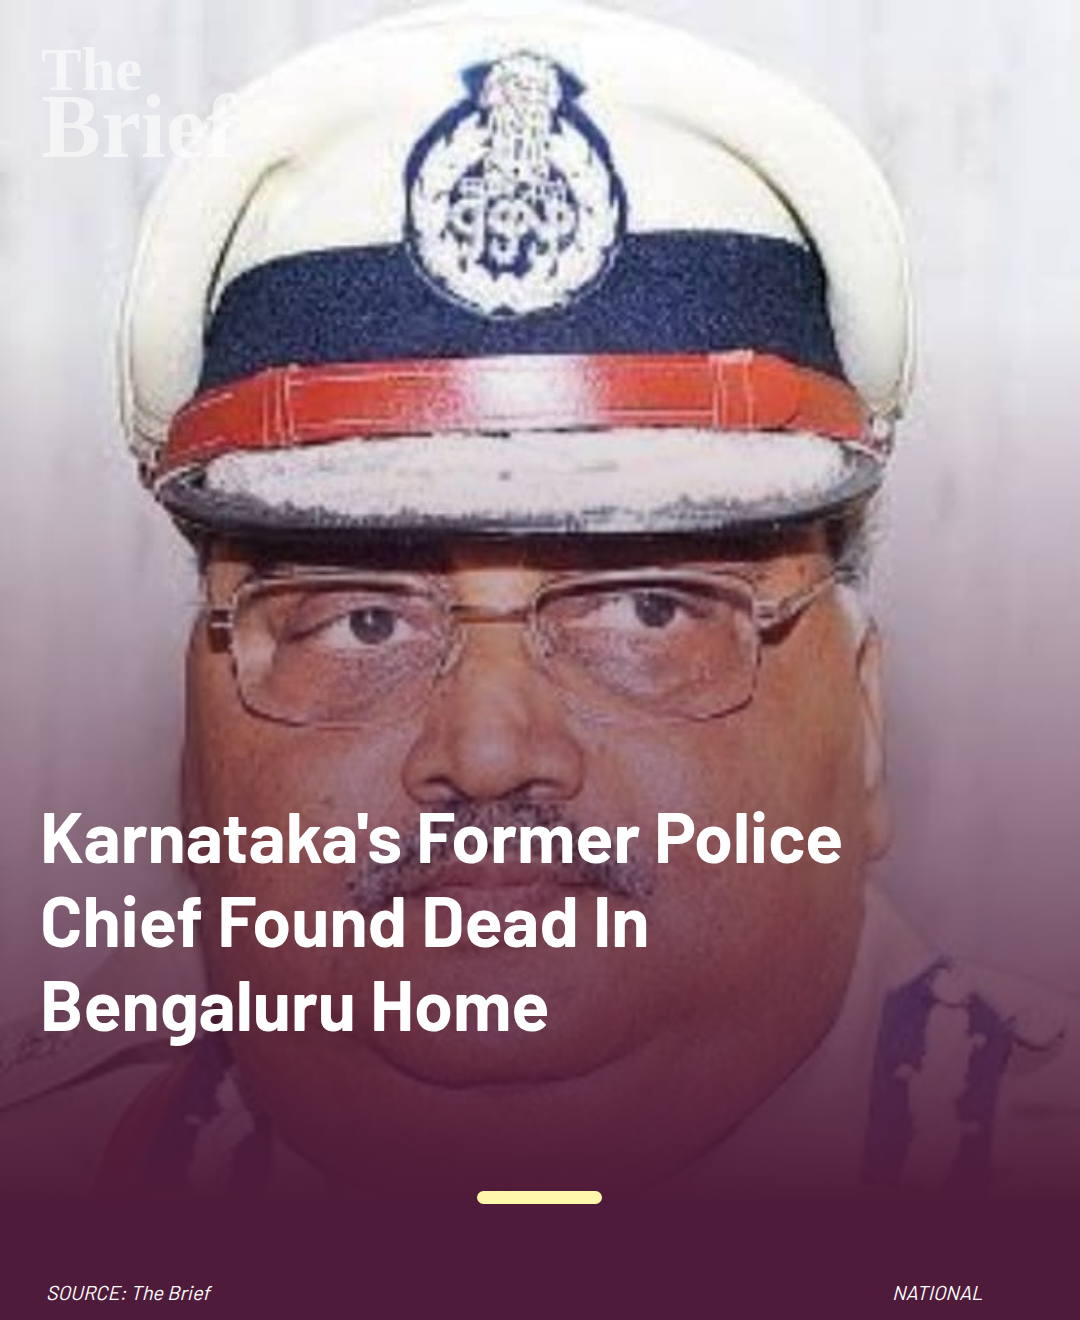 The
Brief
Karnataka's Former Police
Chief Found Dead In
Bengaluru Home
SOURCE: The Brief
NATIONAL